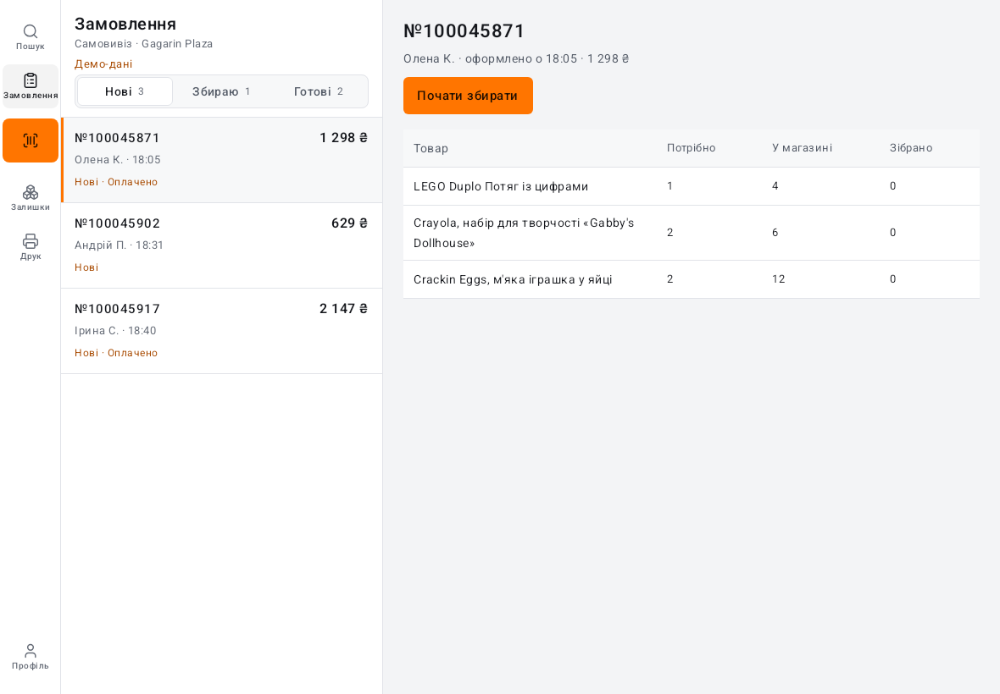 Пошук
Замовлення
Залишки
Друк
Профіль
Замовлення
Самовивіз · Gagarin Plaza
Демо-дані
Нові 3
Збираю 1
Готові 2
№100045871 1 298 ₴
Олена К. · 18:05
Нові · Оплачено
№100045902 629 ₴
Андрій П. · 18:31
Нові
№100045917 2 147 ₴
Ірина С. · 18:40
Нові · Оплачено
№100045871
Олена К. · оформлено о 18:05 · 1 298 ₴
Почати збирати
Товар Потрібно У магазині Зібрано
LEGO Duplo Потяг із цифрами 1 4 0
Crayola, набір для творчості «Gabby's
Dollhouse» 2 6 0
Crackin Eggs, м'яка іграшка у яйці 2 12 0